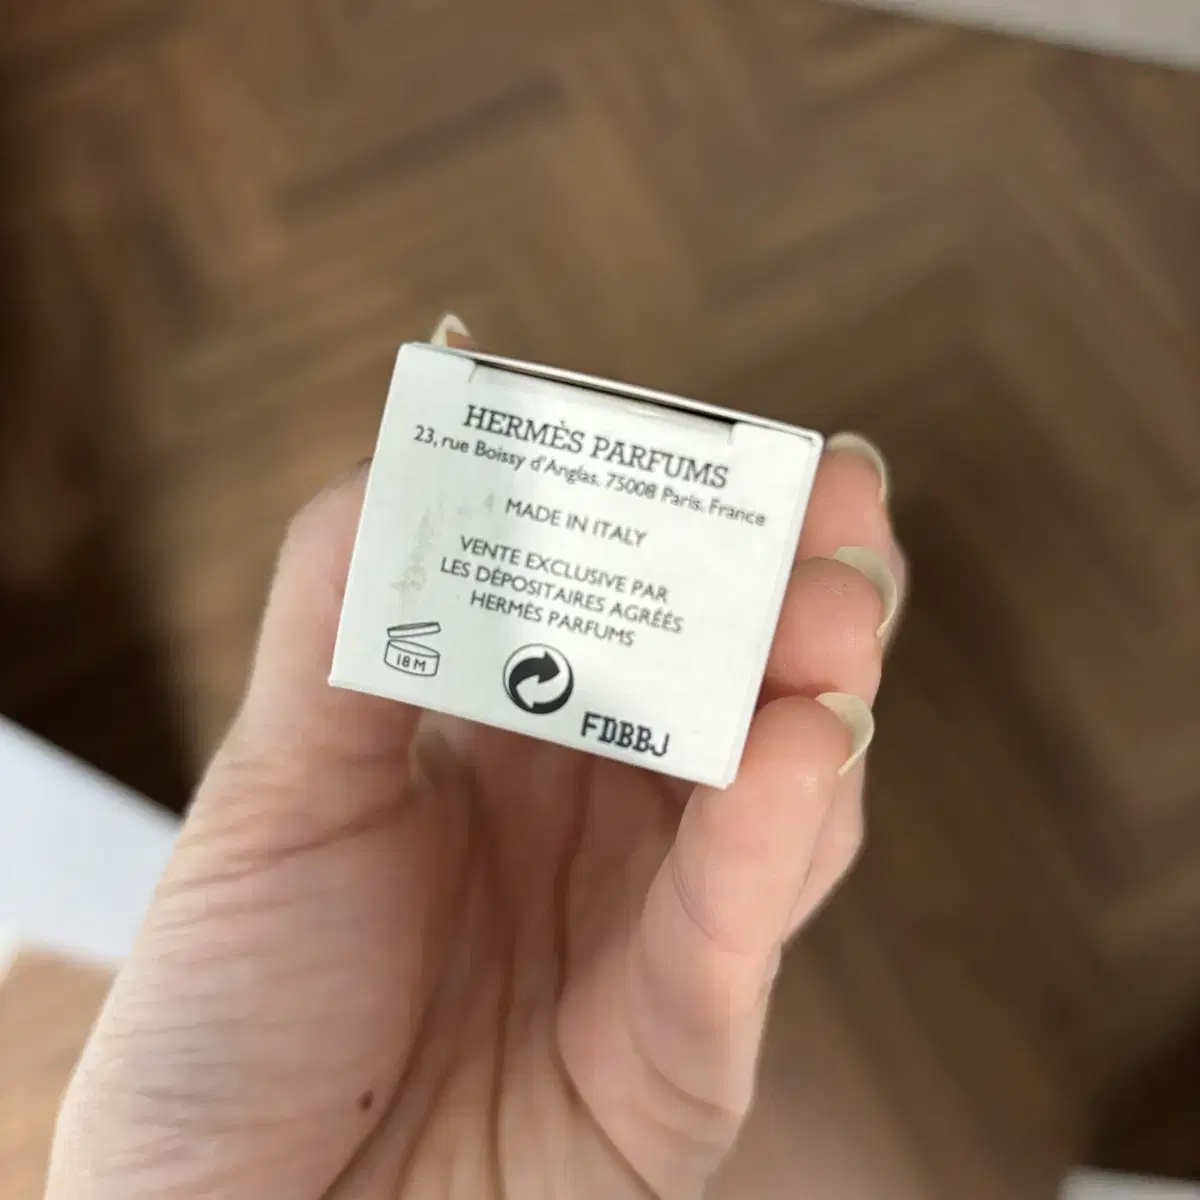 HERMÈS PARFUMS
23, rue Boissy d'Anglas. 75008 Paris. France
MADE IN ITALY
VENTE EXCLUSIVE PAR
LES DÉPOSITAIRES AGRÉÉS
HERMÈS PARFUMS
18 M
FDBBJ